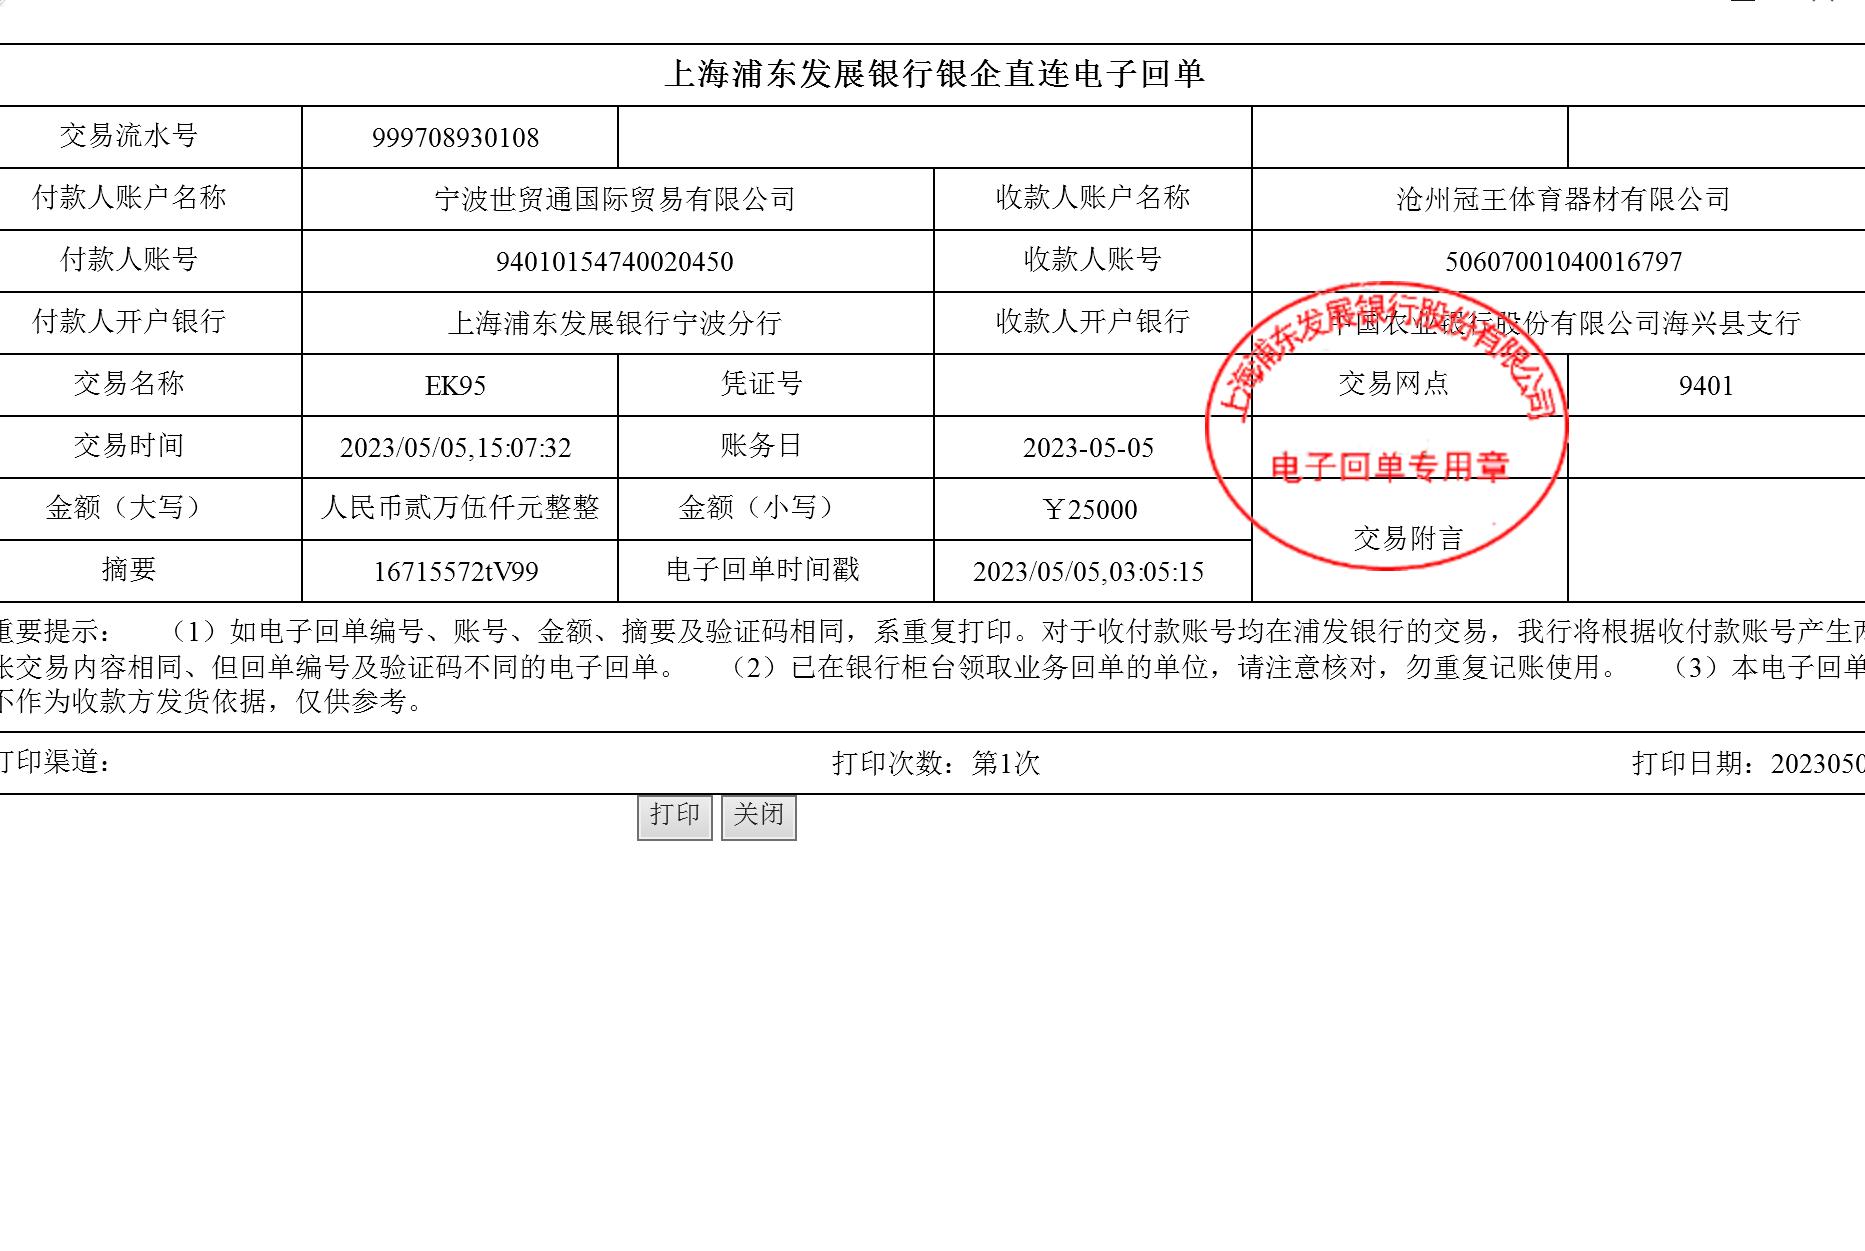 上海浦东发展银行银企直连电子回单
交易流水号 999708930108
付款人账户名称 宁波世贸通国际贸易有限公司 收款人账户名称 沧州冠王体育器材有限公司
付款人账号 94010154740020450 收款人账号 50607001040016797
付款人开户银行 上海浦东发展银行宁波分行 收款人开户银行 中国农业银行股份有限公司海兴县支行
上海浦东发展银行股份有限公司
交易名称 EK95 凭证号 交易网点 9401
交易时间 2023/05/05,15:07:32 账务日 2023-05-05
电子回单专用章
金额（大写） 人民币贰万伍仟元整整 金额（小写） ￥25000
交易附言
摘要 16715572tV99 电子回单时间戳 2023/05/05,03:05:15
重要提示： （1）如电子回单编号、账号、金额、摘要及验证码相同，系重复打印。对于收付款账号均在浦发银行的交易，我行将根据收付款账号产生两
张交易内容相同、但回单编号及验证码不同的电子回单。 （2）已在银行柜台领取业务回单的单位，请注意核对，勿重复记账使用。 （3）本电子回单
不作为收款方发货依据，仅供参考。
打印渠道： 打印次数：第1次 打印日期：2023050
打印 关闭